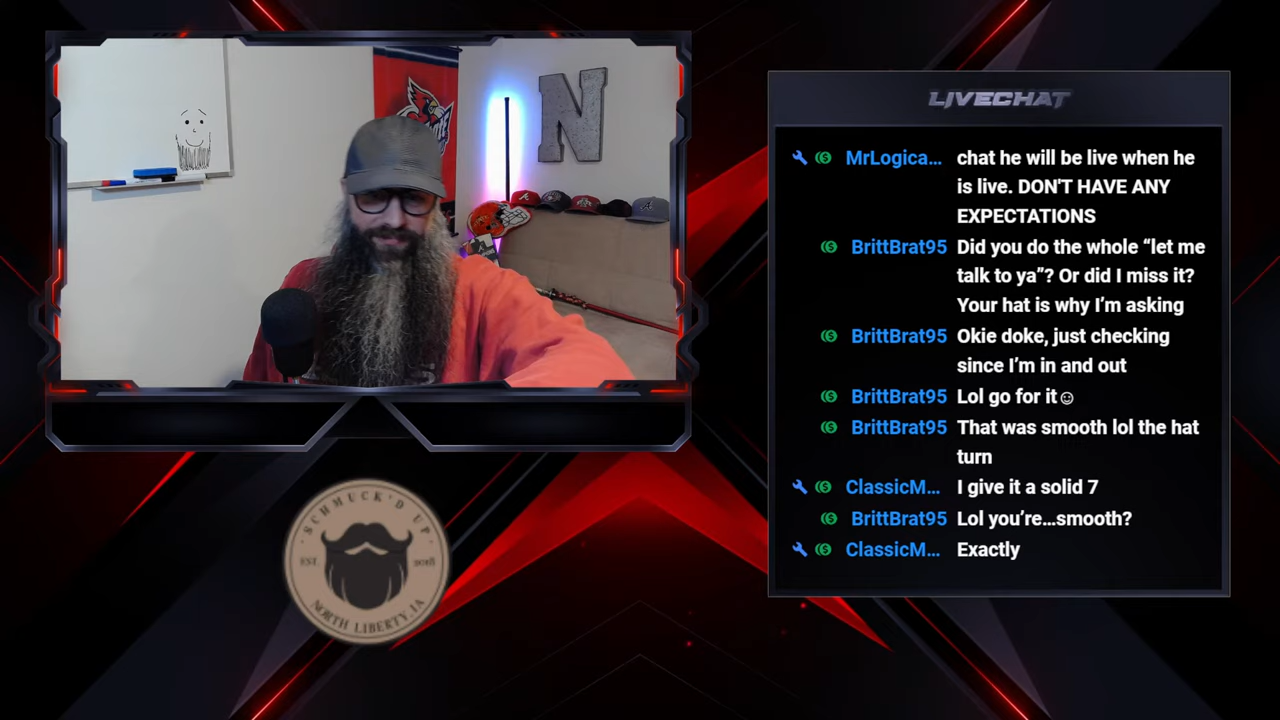 N
LIVECHAT
MrLogica... chat he will be live when he
is live. DON'T HAVE ANY
EXPECTATIONS
BrittBrat95 Did you do the whole “let me
talk to ya”? Or did I miss it?
Your hat is why I’m asking
BrittBrat95 Okie doke, just checking
since I’m in and out
BrittBrat95 Lol go for it☺
BrittBrat95 That was smooth lol the hat
turn
ClassicM... I give it a solid 7
BrittBrat95 Lol you’re...smooth?
ClassicM... Exactly
SCHMUCK'D UP
EST.
NORTH LIBERTY, IA